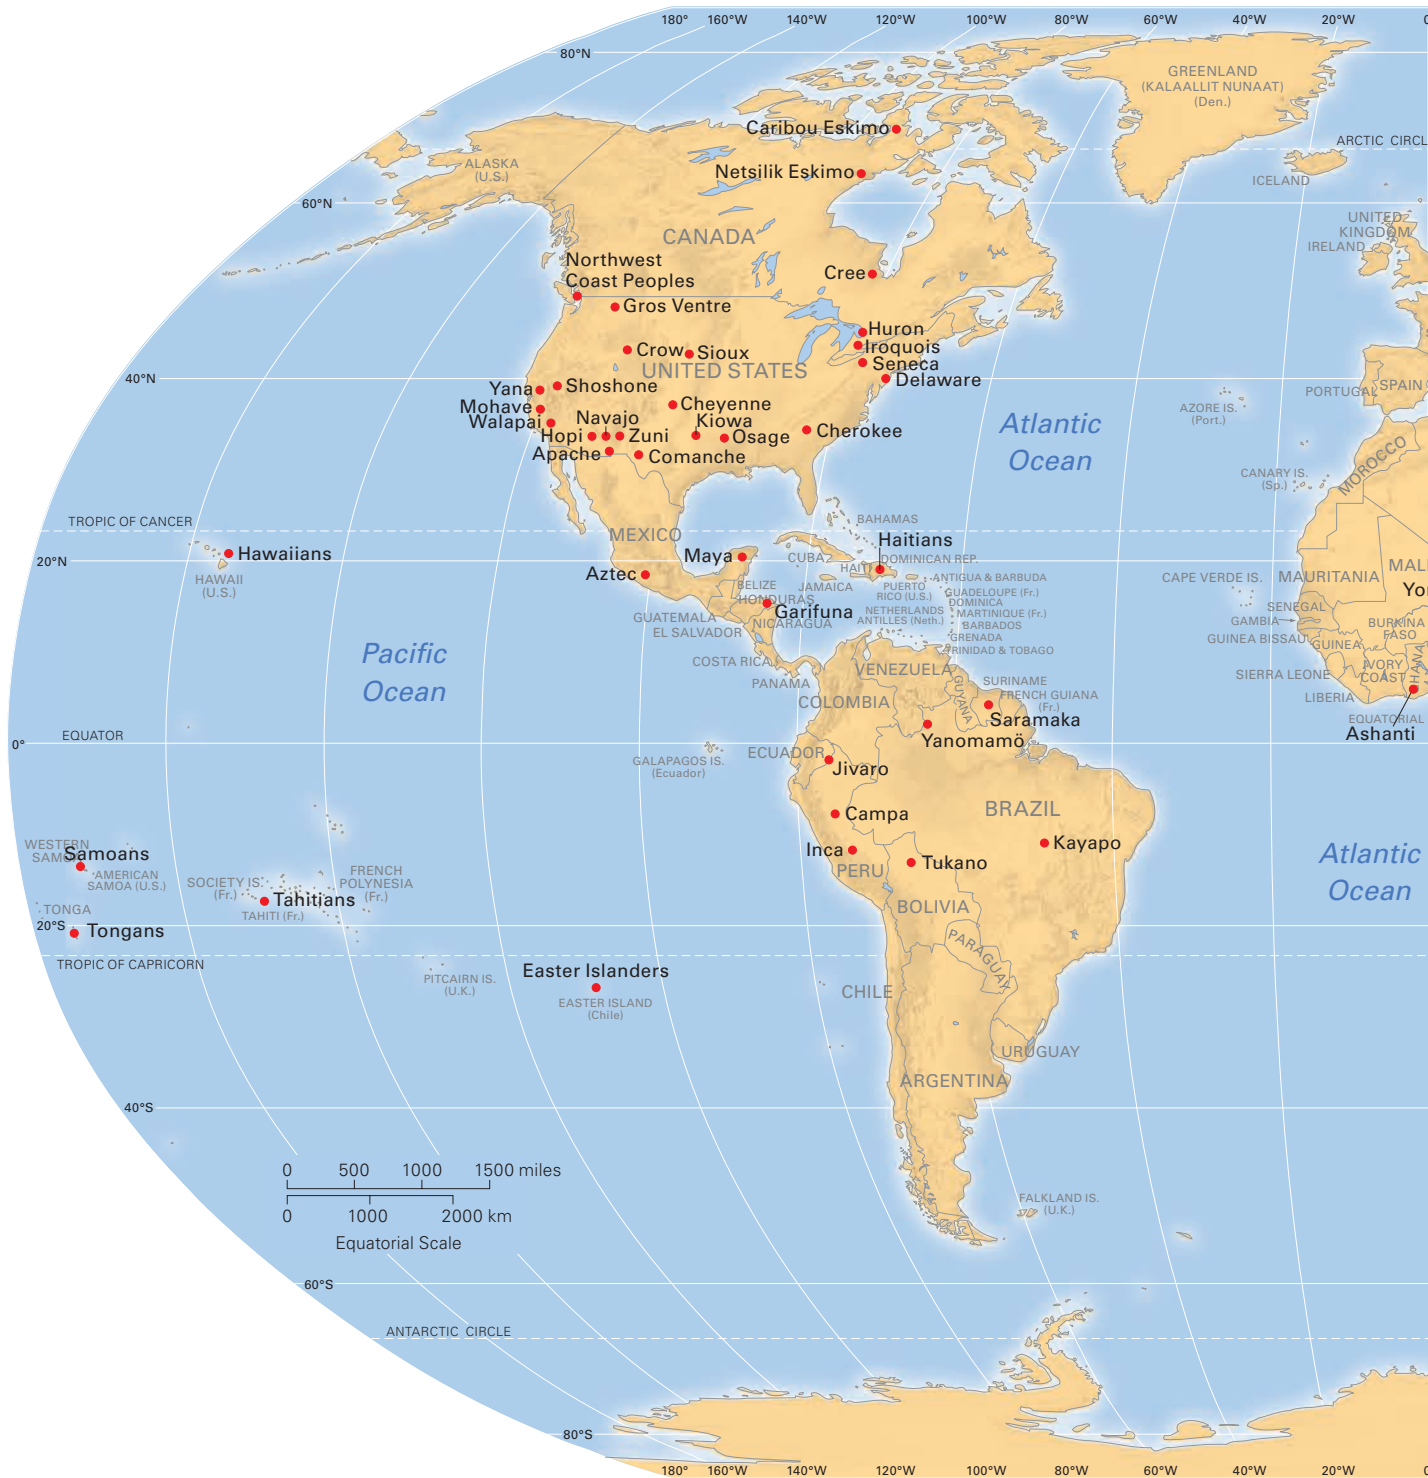 180° 160°W 140°W 120°W 100°W 80°W 60°W 40°W 20°W
80°N
GREENLAND
(KALAALLIT NUNAAT)
(Den.)
Caribou Eskimo
ARCTIC CIRCL
ALASKA
(U.S.)
Netsilik Eskimo
ICELAND
60°N
UNITED
KINGDOM
IRELAND
CANADA
Northwest
Coast Peoples
Cree
Gros Ventre
Huron
Iroquois
Seneca
Crow
Sioux
UNITED STATES
Delaware
40°N
Yana
Shoshone
PORTUGAL
SPAIN
Mohave
Walapai
Cheyenne
AZORE IS.
(Port.)
Navajo
Kiowa
Hopi
Zuni
Osage
Cherokee
Atlantic
Ocean
Apache
Comanche
MOROCCO
CANARY IS.
(Sp.)
TROPIC OF CANCER
BAHAMAS
MEXICO
Haitians
Hawaiians
Maya
CUBA
HAITI
DOMINICAN REP.
20°N
HAWAII
(U.S.)
Aztec
BELIZE
JAMAICA
PUERTO
RICO (U.S.)
ANTIGUA & BARBUDA
GUADELOUPE (Fr.)
DOMINICA
MARTINIQUE (Fr.)
BARBADOS
GRENADA
TRINIDAD & TOBAGO
CAPE VERDE IS.
MAURITANIA
MAL
HONDURAS
Garifuna
NETHERLANDS
ANTILLES (Neth.)
SENEGAL
Yor
GUATEMALA
NICARAGUA
EL SALVADOR
GAMBIA
GUINEA BISSAU
GUINEA
BURKINA
FASO
COSTA RICA
PANAMA
VENEZUELA
GUYANA
SURINAME
FRENCH GUIANA
(Fr.)
SIERRA LEONE
IVORY
COAST
GHANA
LIBERIA
COLOMBIA
Saramaka
Pacific
Ocean
Yanomamö
EQUATORIAL
Ashanti
EQUATOR
0°
GALAPAGOS IS.
(Ecuador)
ECUADOR
Jivaro
BRAZIL
Campa
WESTERN
SAMOA
Samoans
AMERICAN
SAMOA (U.S.)
Inca
PERU
Tukano
Kayapo
Atlantic
Ocean
SOCIETY IS.
(Fr.)
FRENCH
POLYNESIA
(Fr.)
Tahitians
TAHITI (Fr.)
TONGA
BOLIVIA
20°S
Tongans
PARAGUAY
TROPIC OF CAPRICORN
PITCAIRN IS.
(U.K.)
Easter Islanders
EASTER ISLAND
(Chile)
CHILE
URUGUAY
ARGENTINA
40°S
0 500 1000 1500 miles
0 1000 2000 km
Equatorial Scale
FALKLAND IS.
(U.K.)
60°S
ANTARCTIC CIRCLE
80°S
180° 160°W 140°W 120°W 100°W 80°W 60°W 40°W 20°W